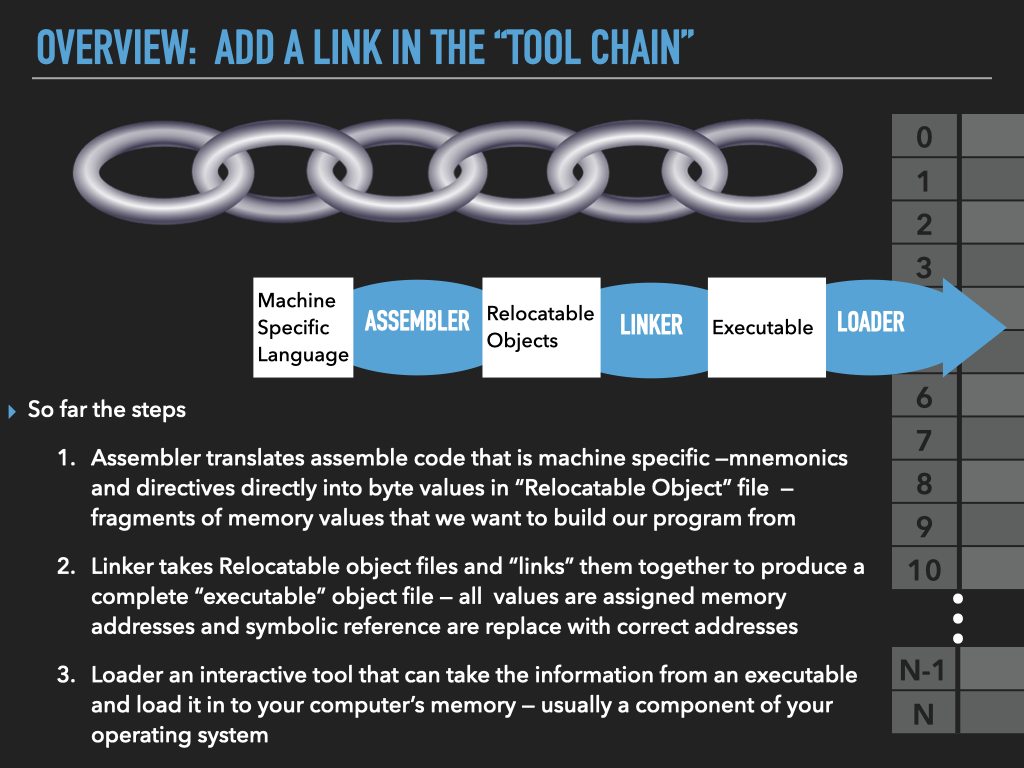 OVERVIEW:  ADD A LINK IN THE “TOOL CHAIN”
0
1
2
3
Machine
Specific
Language
ASSEMBLER
Relocatable
Objects
LINKER
Executable
LOADER
6
7
8
9
10
N-1
N
So far the steps
1. Assembler translates assemble code that is machine specific —mnemonics
and directives directly into byte values in “Relocatable Object” file  —
fragments of memory values that we want to build our program from
2. Linker takes Relocatable object files and “links” them together to produce a
complete “executable” object file — all  values are assigned memory
addresses and symbolic reference are replace with correct addresses
3. Loader an interactive tool that can take the information from an executable
and load it in to your computer’s memory — usually a component of your
operating system